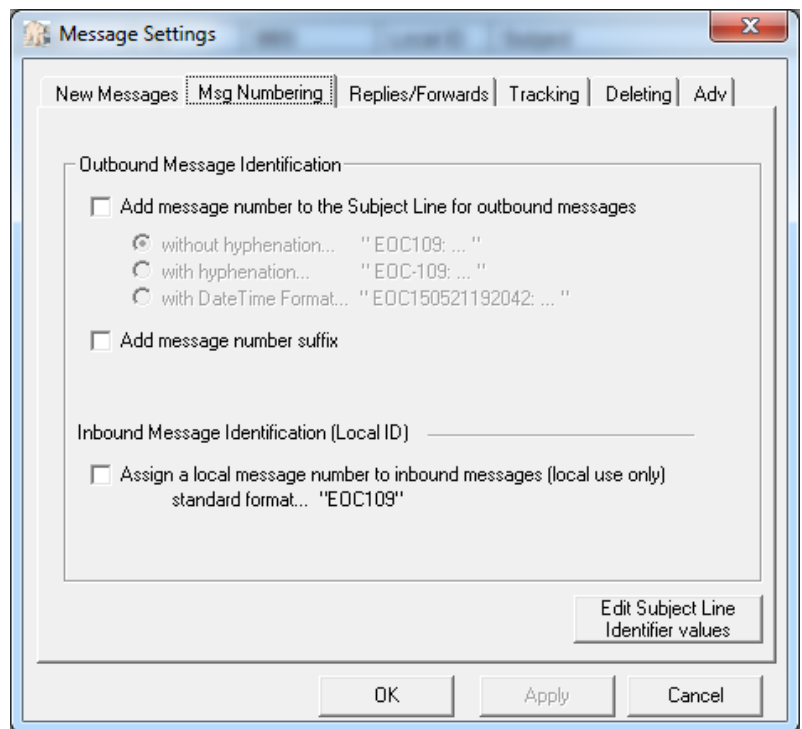 Message Settings
New Messages Msg Numbering Replies/Forwards Tracking Deleting Adv
Outbound Message Identification
Add message number to the Subject Line for outbound messages
without hyphenation... " EOC109: ... "
with hyphenation... " EOC-109: ... "
with DateTime Format... " EOC150521192042: ... "
Add message number suffix
Inbound Message Identification (Local ID)
Assign a local message number to inbound messages (local use only)
standard format... "EOC109"
Edit Subject Line
Identifier values
OK Apply Cancel